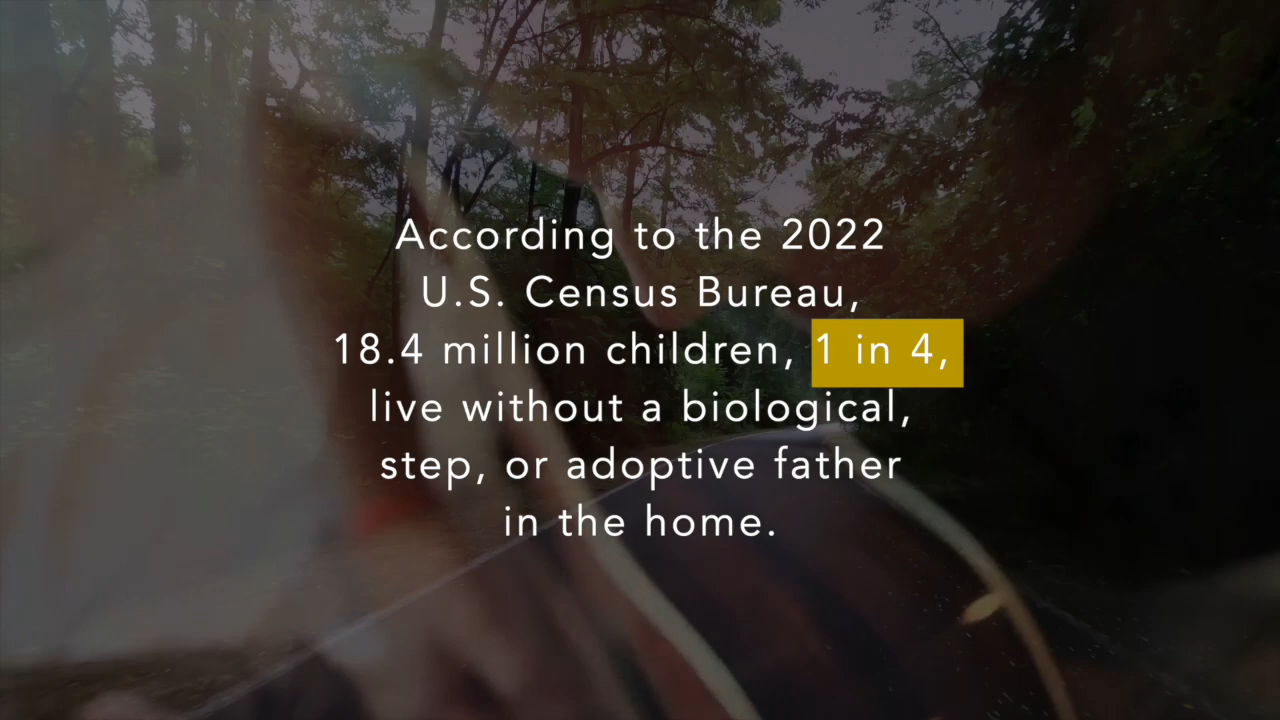 According to the 2022
U.S. Census Bureau,
18.4 million children, 1 in 4,
live without a biological,
step, or adoptive father
in the home.